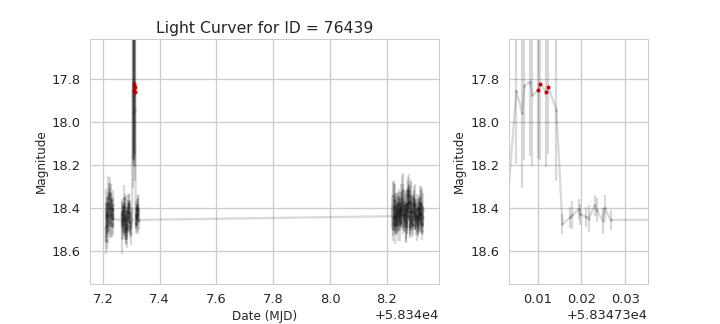 Light Curver for ID = 76439
Magnitude
17.8
18.0
18.2
18.4
18.6
7.2 7.4 7.6 7.8 8.0 8.2
Date (MJD)
+5.834e4
Magnitude
17.8
18.0
18.2
18.4
18.6
0.01 0.02 0.03
+5.83473e4